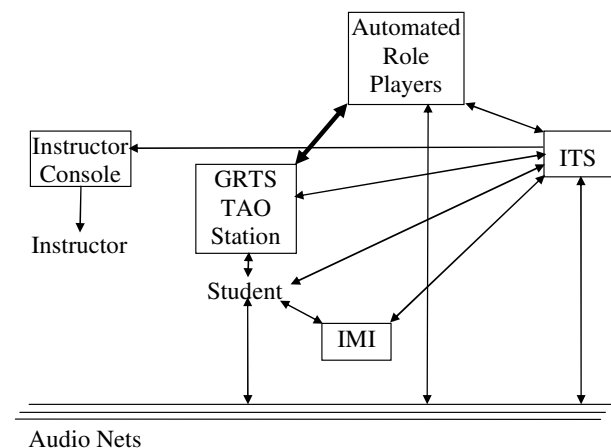 Automated
Role
Players
Instructor
Console
ITS
GRTS
TAO
Station
Instructor
Student
IMI
Audio Nets